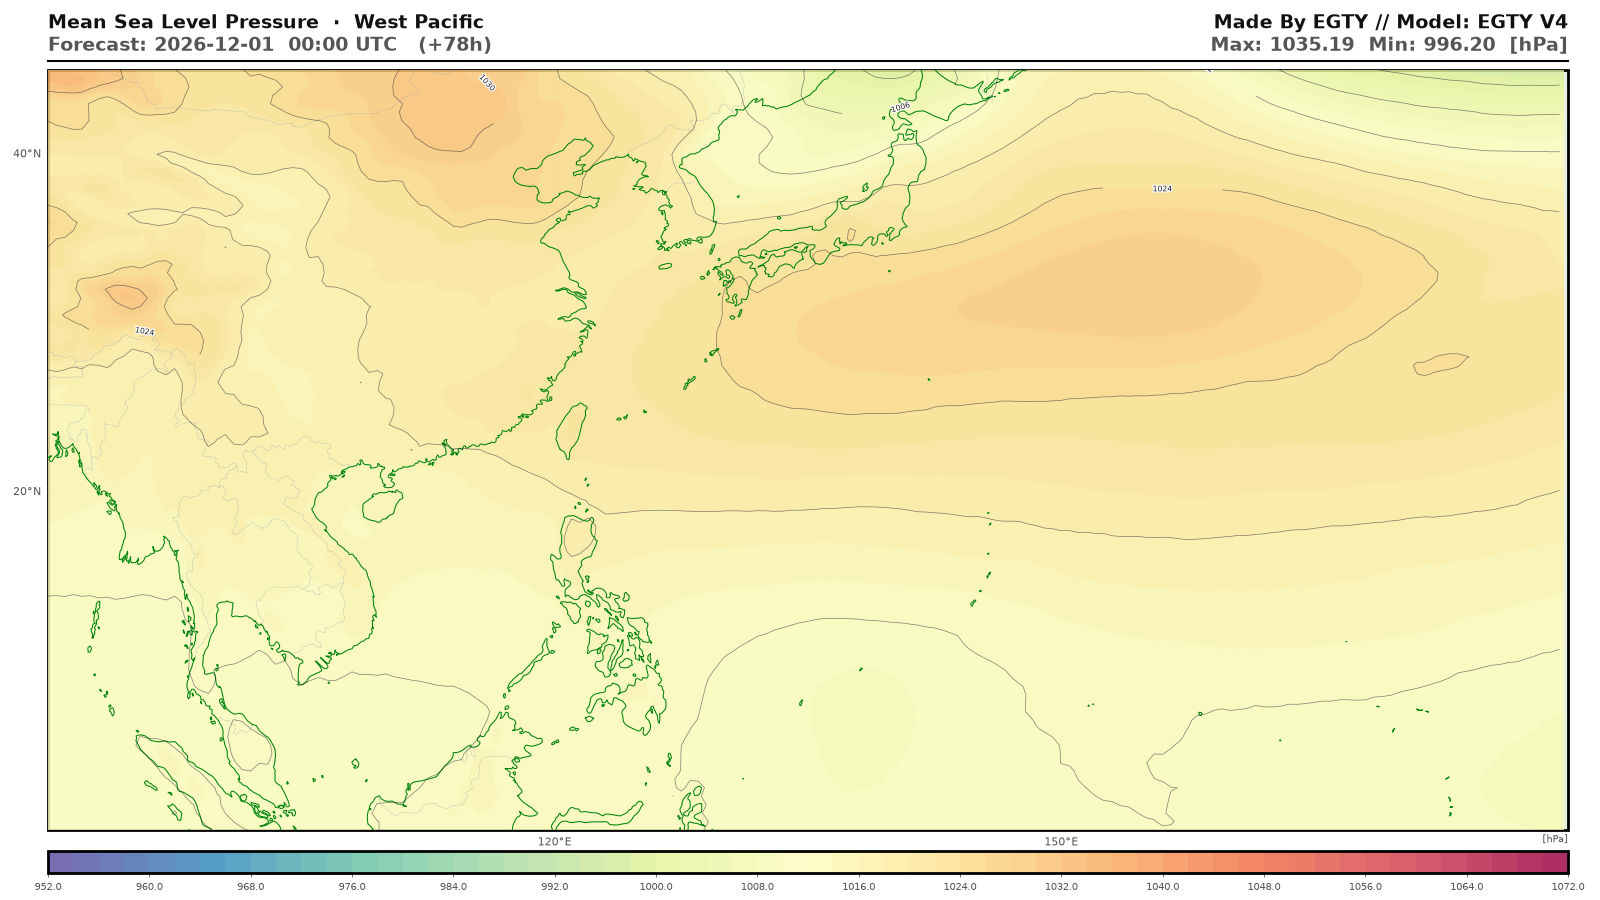 Mean Sea Level Pressure · West Pacific
Made By EGTY // Model: EGTY V4
Forecast: 2026-12-01 00:00 UTC (+78h)
Max: 1035.19 Min: 996.20 [hPa]
1030
1006
40°N
1024
1024
20°N
120°E
150°E
[hPa]
952.0 960.0 968.0 976.0 984.0 992.0 1000.0 1008.0 1016.0 1024.0 1032.0 1040.0 1048.0 1056.0 1064.0 1072.0